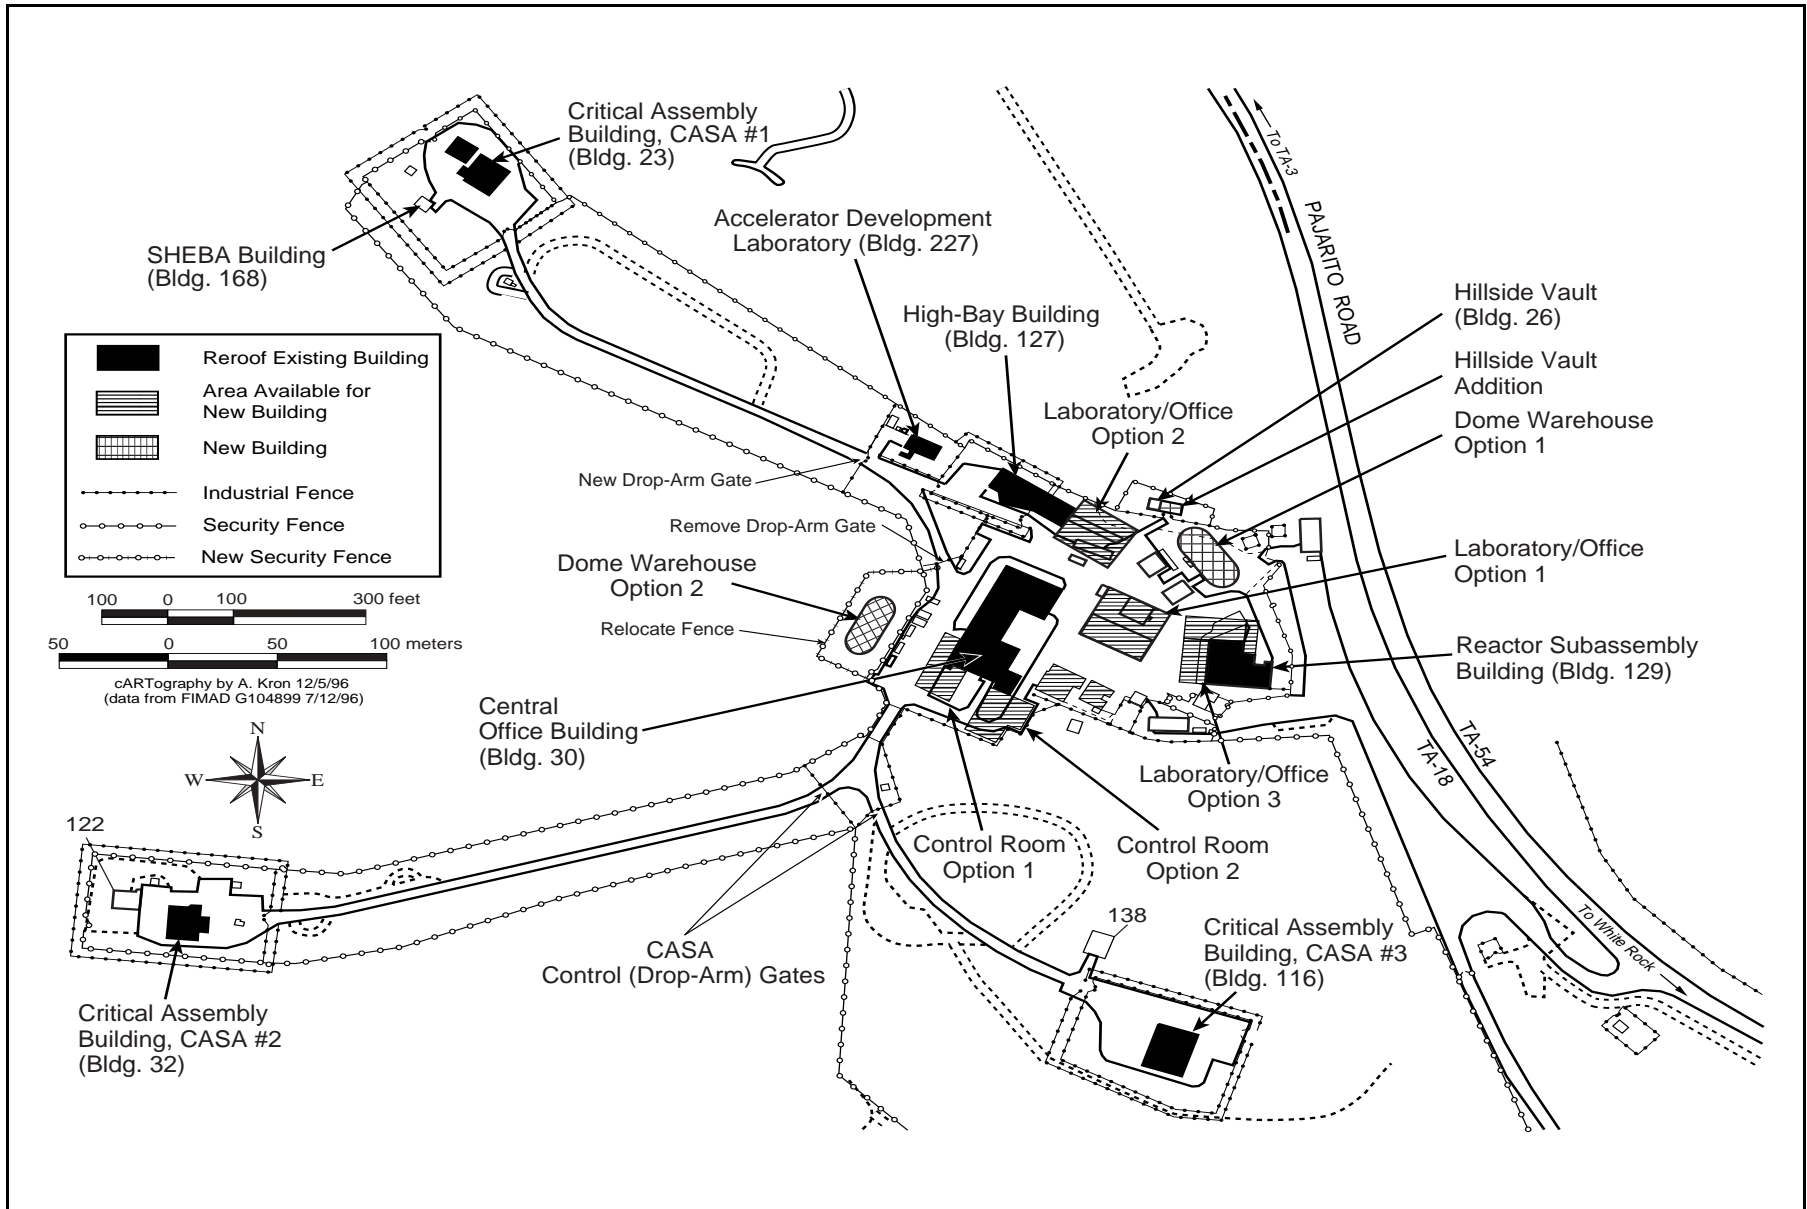 Critical Assembly
Building, CASA #1
(Bldg. 23)
To TA-3
PAJARITO ROAD
Accelerator Development
Laboratory (Bldg. 227)
SHEBA Building
(Bldg. 168)
High-Bay Building
(Bldg. 127)
Hillside Vault
(Bldg. 26)
Hillside Vault
Addition
Dome Warehouse
Option 1
Laboratory/Office
Option 2
Reroof Existing Building
Area Available for
New Building
New Building
Industrial Fence
Security Fence
New Security Fence
New Drop-Arm Gate
Remove Drop-Arm Gate
Dome Warehouse
Option 2
Relocate Fence
Laboratory/Office
Option 1
Reactor Subassembly
Building (Bldg. 129)
100 0 100 300 feet
50 0 50 100 meters
cARTography by A. Kron 12/5/96
(data from FIMAD G104899 7/12/96)
N
W E
S
Central
Office Building
(Bldg. 30)
TA-54
TA-18
Laboratory/Office
Option 3
Control Room
Option 1
Control Room
Option 2
122
138
CASA
Control (Drop-Arm) Gates
Critical Assembly
Building, CASA #3
(Bldg. 116)
To White Rock
Critical Assembly
Building, CASA #2
(Bldg. 32)